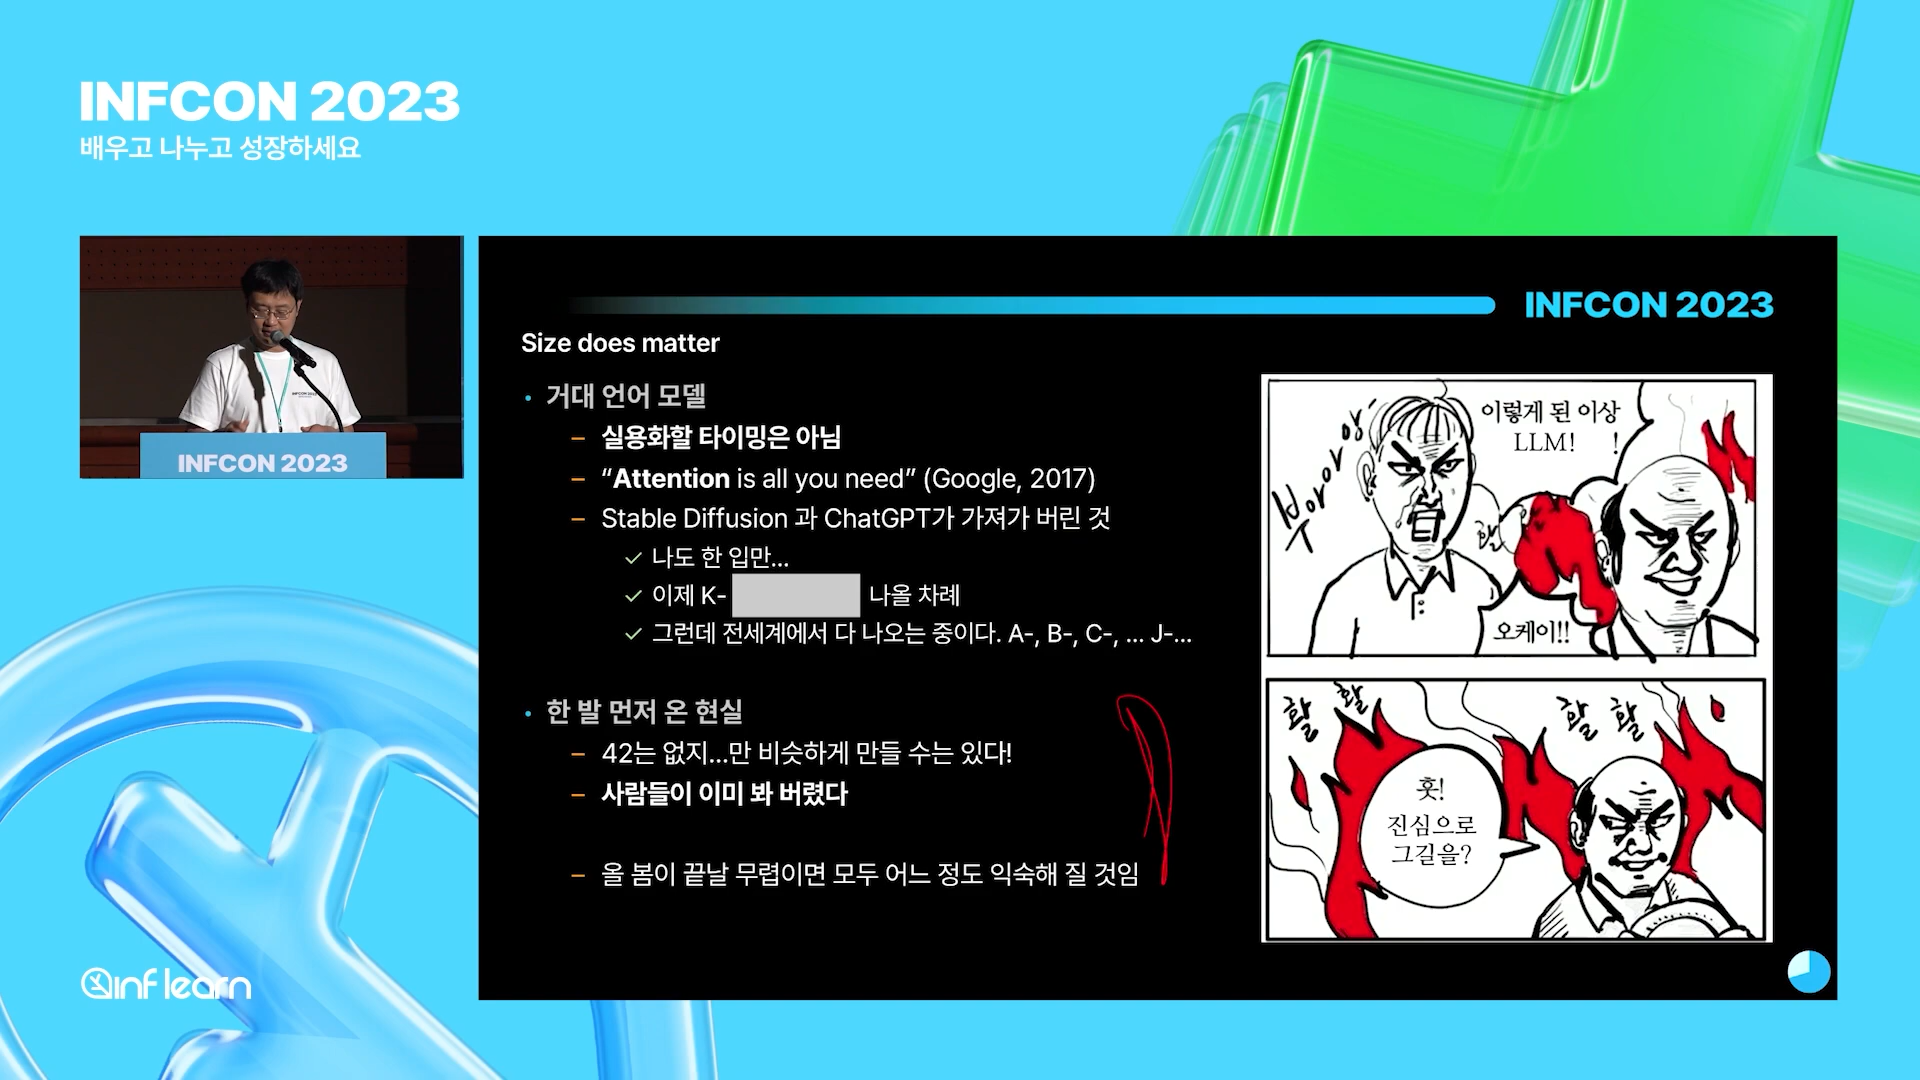 INFCON 2023
배우고 나누고 성장하세요
INFCON 2023
INFCON 2023
Size does matter
• 거대 언어 모델
– 실용화할 타이밍은 아님
– “Attention is all you need” (Google, 2017)
– Stable Diffusion 과 ChatGPT가 가져가 버린 것
✓ 나도 한 입만...
✓ 이제 K- 나올 차례
✓ 그런데 전세계에서 다 나오는 중이다. A-, B-, C-, ... J-...
• 한 발 먼저 온 현실
– 42는 없지...만 비슷하게 만들 수는 있다!
– 사람들이 이미 봐 버렸다
– 올 봄이 끝날 무렵이면 모두 어느 정도 익숙해 질 것임
부아아앙
이렇게 된 이상
LLM! !
활
오케이!!
활 활
활 활
훗!
진심으로
그길을?
inflearn